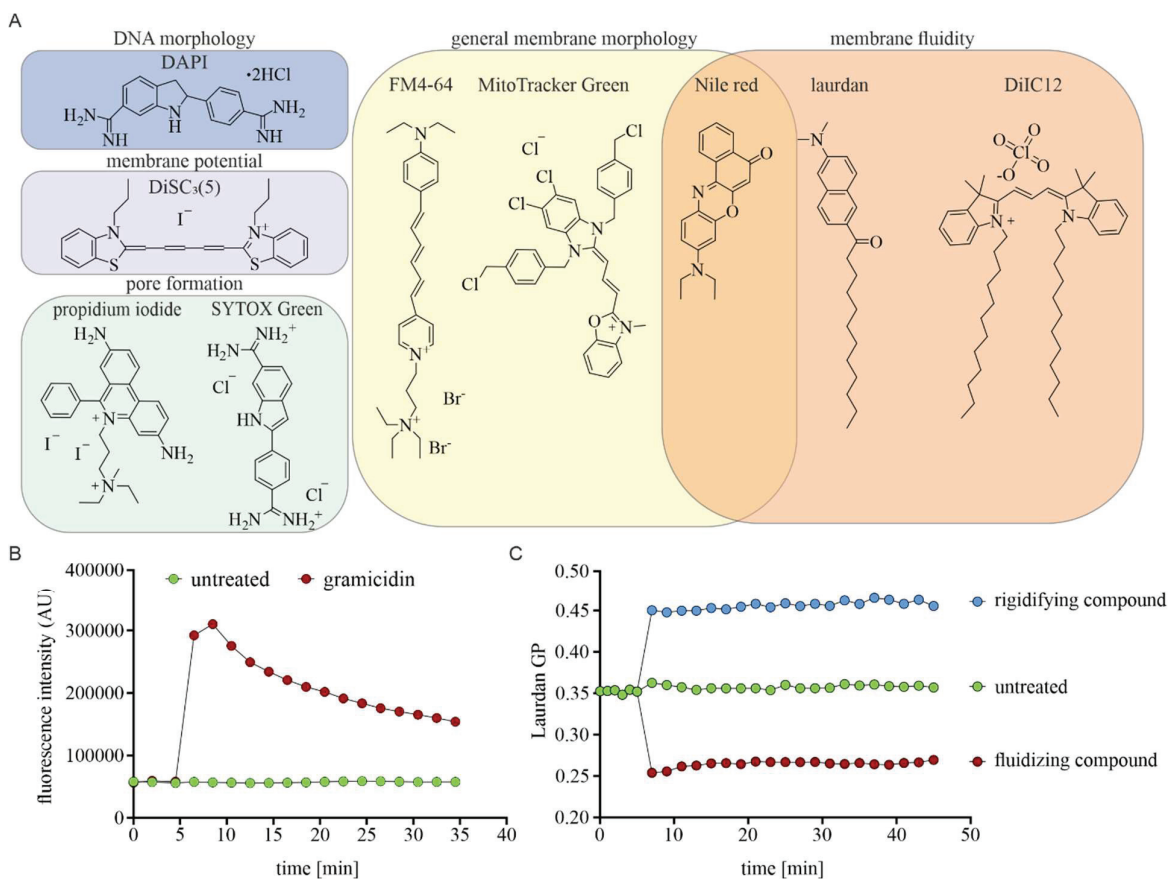 A
DNA morphology
DAPI
•2HCl
H2N
NH
N
H
NH2
NH
membrane potential
DiSC₃(5)
I⁻
N
S
N⁺
S
pore formation
propidium iodide
H2N
N
+
I⁻
I⁻
NH2
N
+
SYTOX Green
H2N
NH2⁺
Cl⁻
HN
Cl⁻
H2N
NH2⁺
general membrane morphology
FM4-64
N
N⁺
Br⁻
N⁺
Br⁻
MitoTracker Green
Cl⁻
Cl
Cl
Cl
N
N
Cl
O
+
N
membrane fluidity
Nile red
O
N
O
N
laurdan
N
O
DiIC12
O
O
Cl
O
⁻O
N
+
N
B
untreated
gramicidin
fluorescence intensity (AU)
400000
300000
200000
100000
0
0 5 10 15 20 25 30 35 40
time [min]
C
Laurdan GP
0.50
0.45
0.40
0.35
0.30
0.25
0.20
0 10 20 30 40 50
time [min]
rigidifying compound
untreated
fluidizing compound